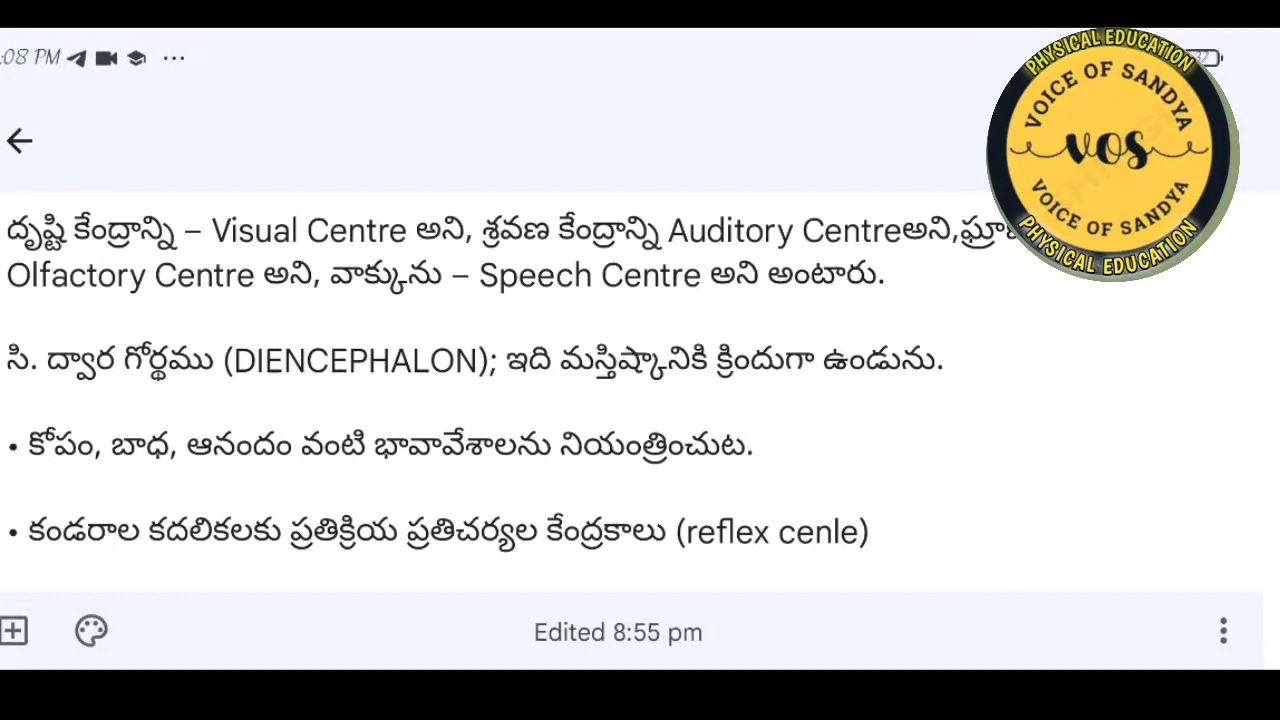 :08 PM
PHYSICAL EDUCATION
VOICE OF SANDYA
vos
VOICE OF SANDYA
PHYSICAL EDUCATION
దృష్టి కేంద్రాన్ని – Visual Centre అని, శ్రవణ కేంద్రాన్ని Auditory Centreఅని,
Olfactory Centre అని, వాక్కును – Speech Centre అని అంటారు.
సి. ద్వార గోర్థము (DIENCEPHALON); ఇది మస్తిష్కానికి క్రిందుగా ఉండును.
• కోపం, బాధ, ఆనందం వంటి భావావేశాలను నియంత్రించుట.
• కండరాల కదలికలకు ప్రతిక్రియ ప్రతిచర్యల కేంద్రకాలు (reflex cenle)
Edited 8:55 pm